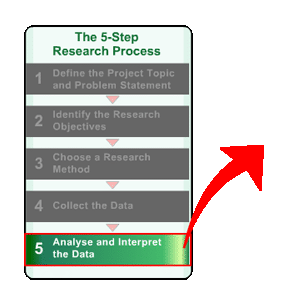 The 5-Step
Research Process
1 Define the Project Topic
and Problem Statement
2 Identify the Research
Objectives
3 Choose a Research
Method
4 Collect the Data
5 Analyse and Interpret
the Data